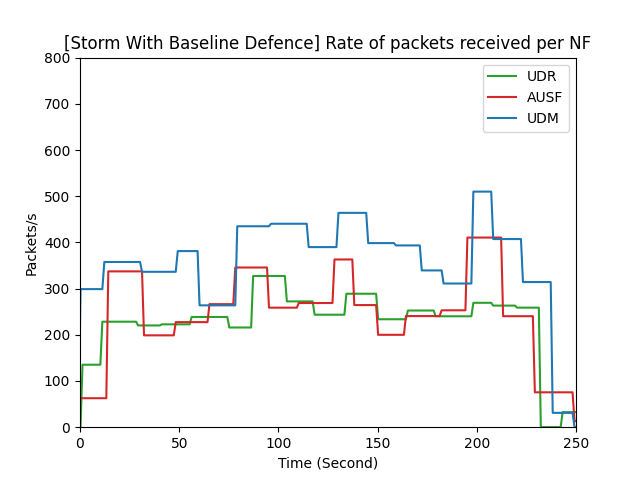 [Storm With Baseline Defence] Rate of packets received per NF
800
700
600
500
400
300
200
100
0
Packets/s
UDR
AUSF
UDM
0 50 100 150 200 250
Time (Second)